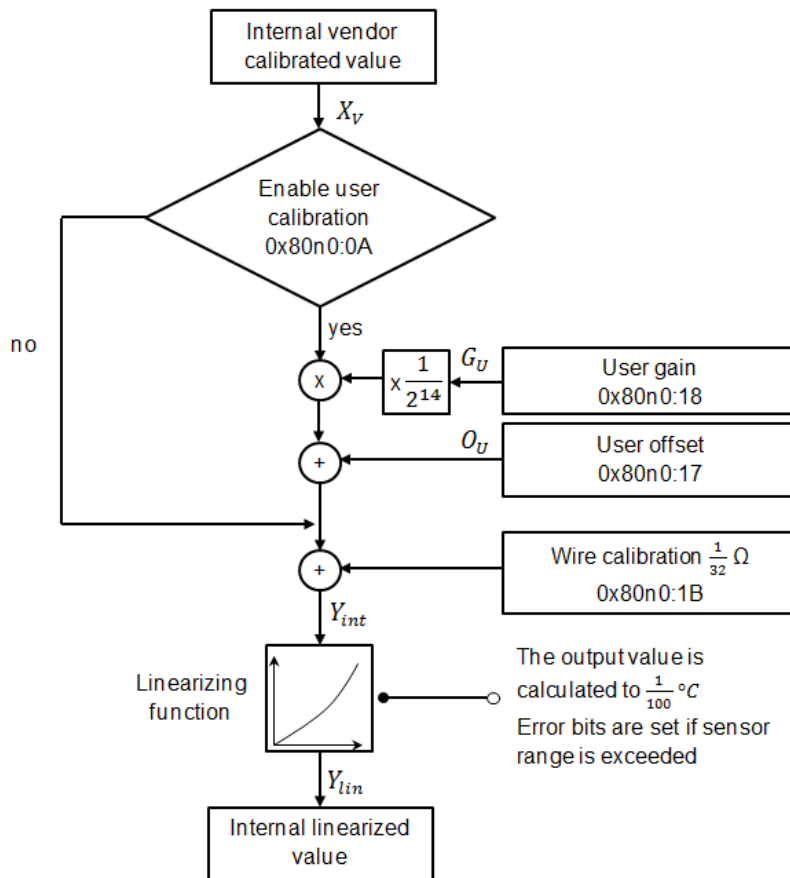 Internal vendor
calibrated value
X_V
Enable user
calibration
0x80n0:0A
no
yes
x
x 1/2^14
G_U
User gain
0x80n0:18
+
O_U
User offset
0x80n0:17
+
Wire calibration 1/32 Ω
0x80n0:1B
Y_int
Linearizing
function
The output value is
calculated to 1/100 °C
Error bits are set if sensor
range is exceeded
Y_lin
Internal linearized
value